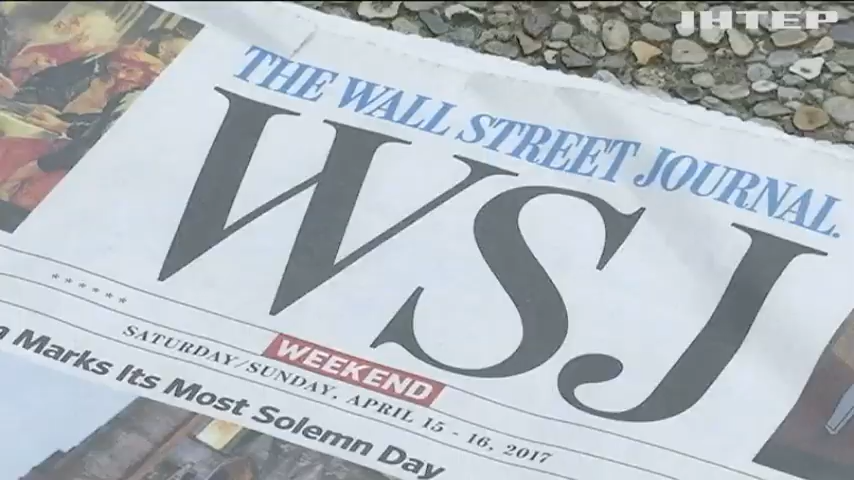 ІНТЕР
THE WALL STREET JOURNAL.
WSJ
******
WEEKEND
SATURDAY/SUNDAY, APRIL 15 - 16, 2017
Marks Its Most Solemn Day